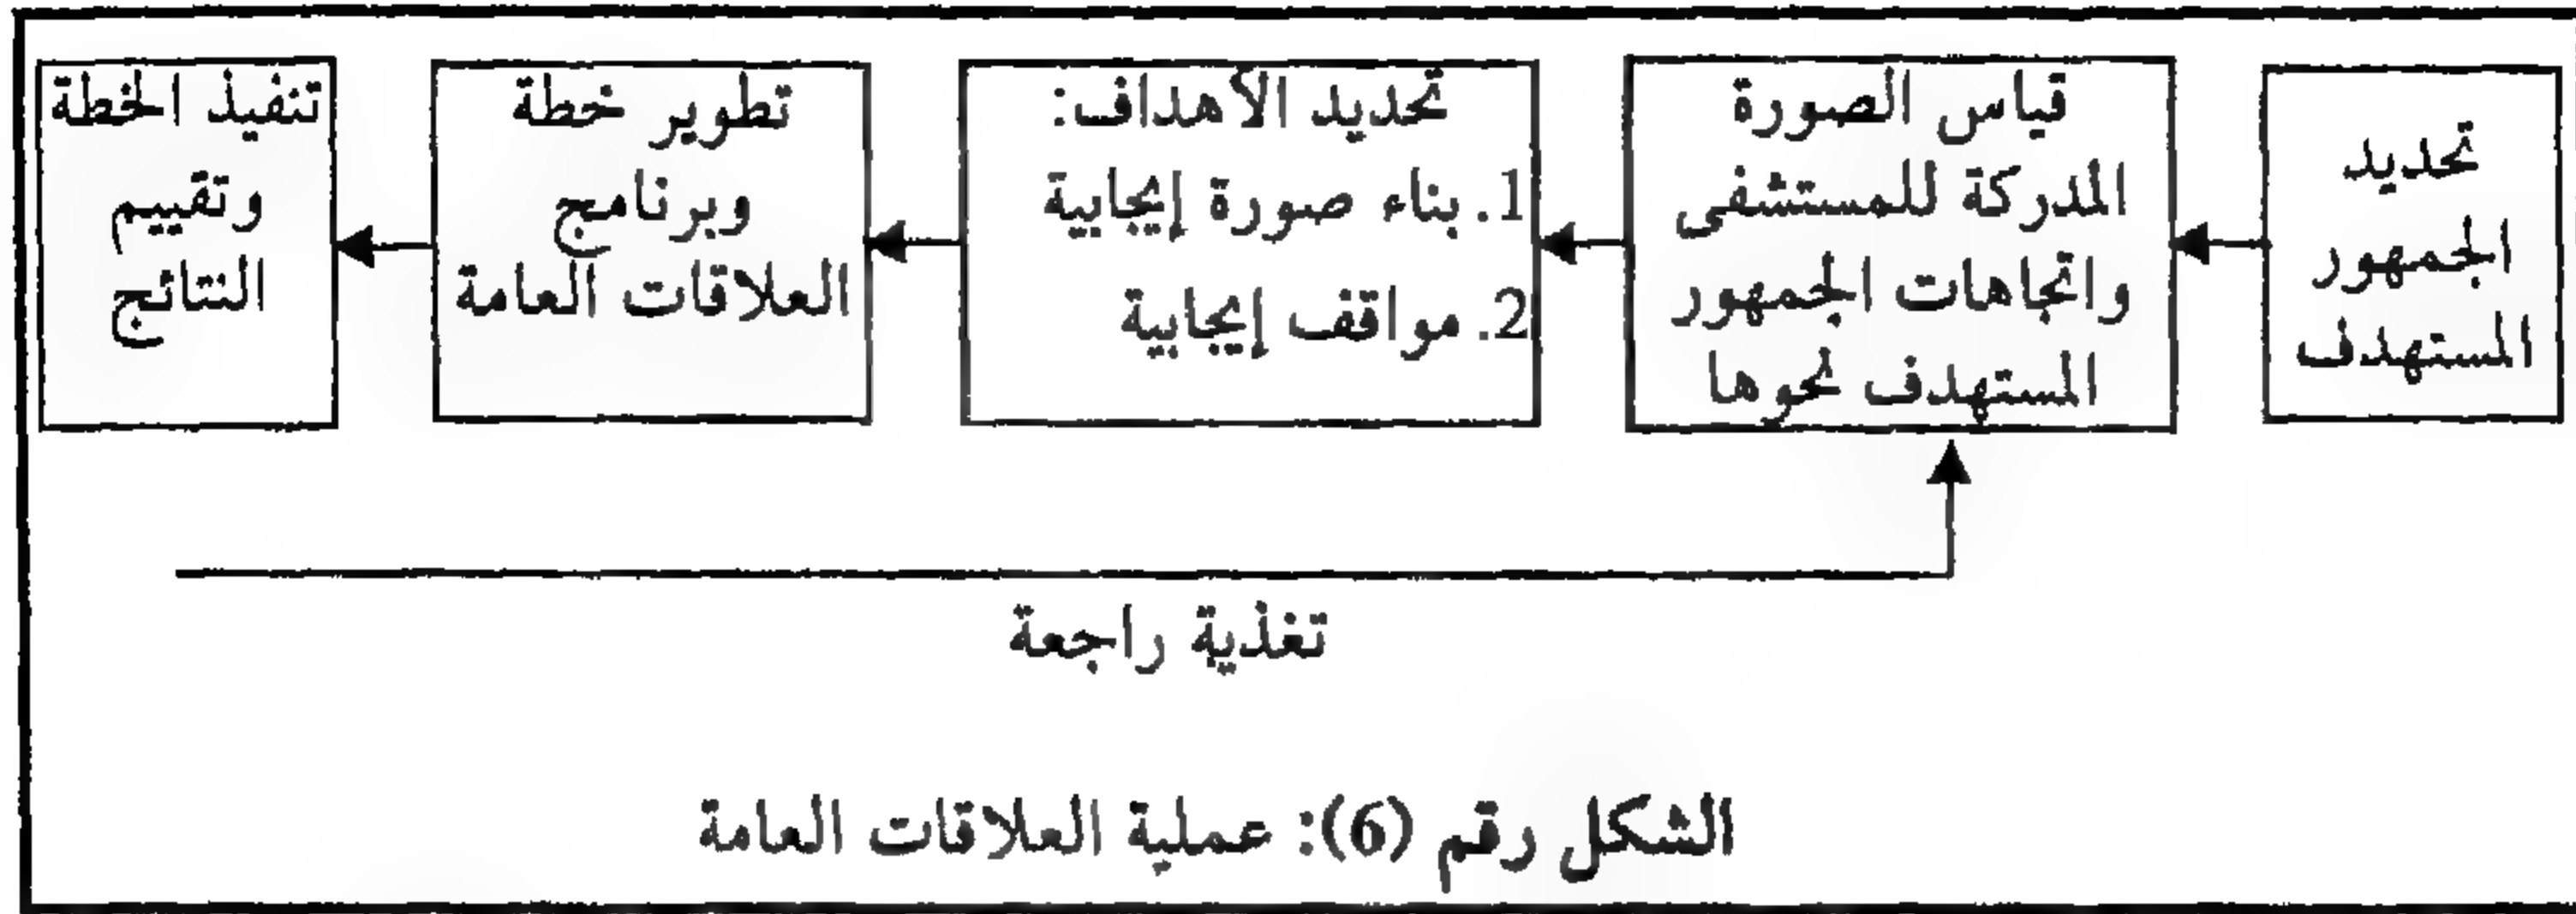 تحديد
الجمهور
المستهدف
قياس الصورة
المدركة للمستشفى
واتجاهات الجمهور
المستهدف نحوها
تحديد الأهداف:
1. بناء صورة إيجابية
2. مواقف إيجابية
تطوير خطة
وبرنامج
العلاقات العامة
تنفيذ الخطة
وتقييم
النتائج
تغذية راجعة
الشكل رقم (6): عملية العلاقات العامة